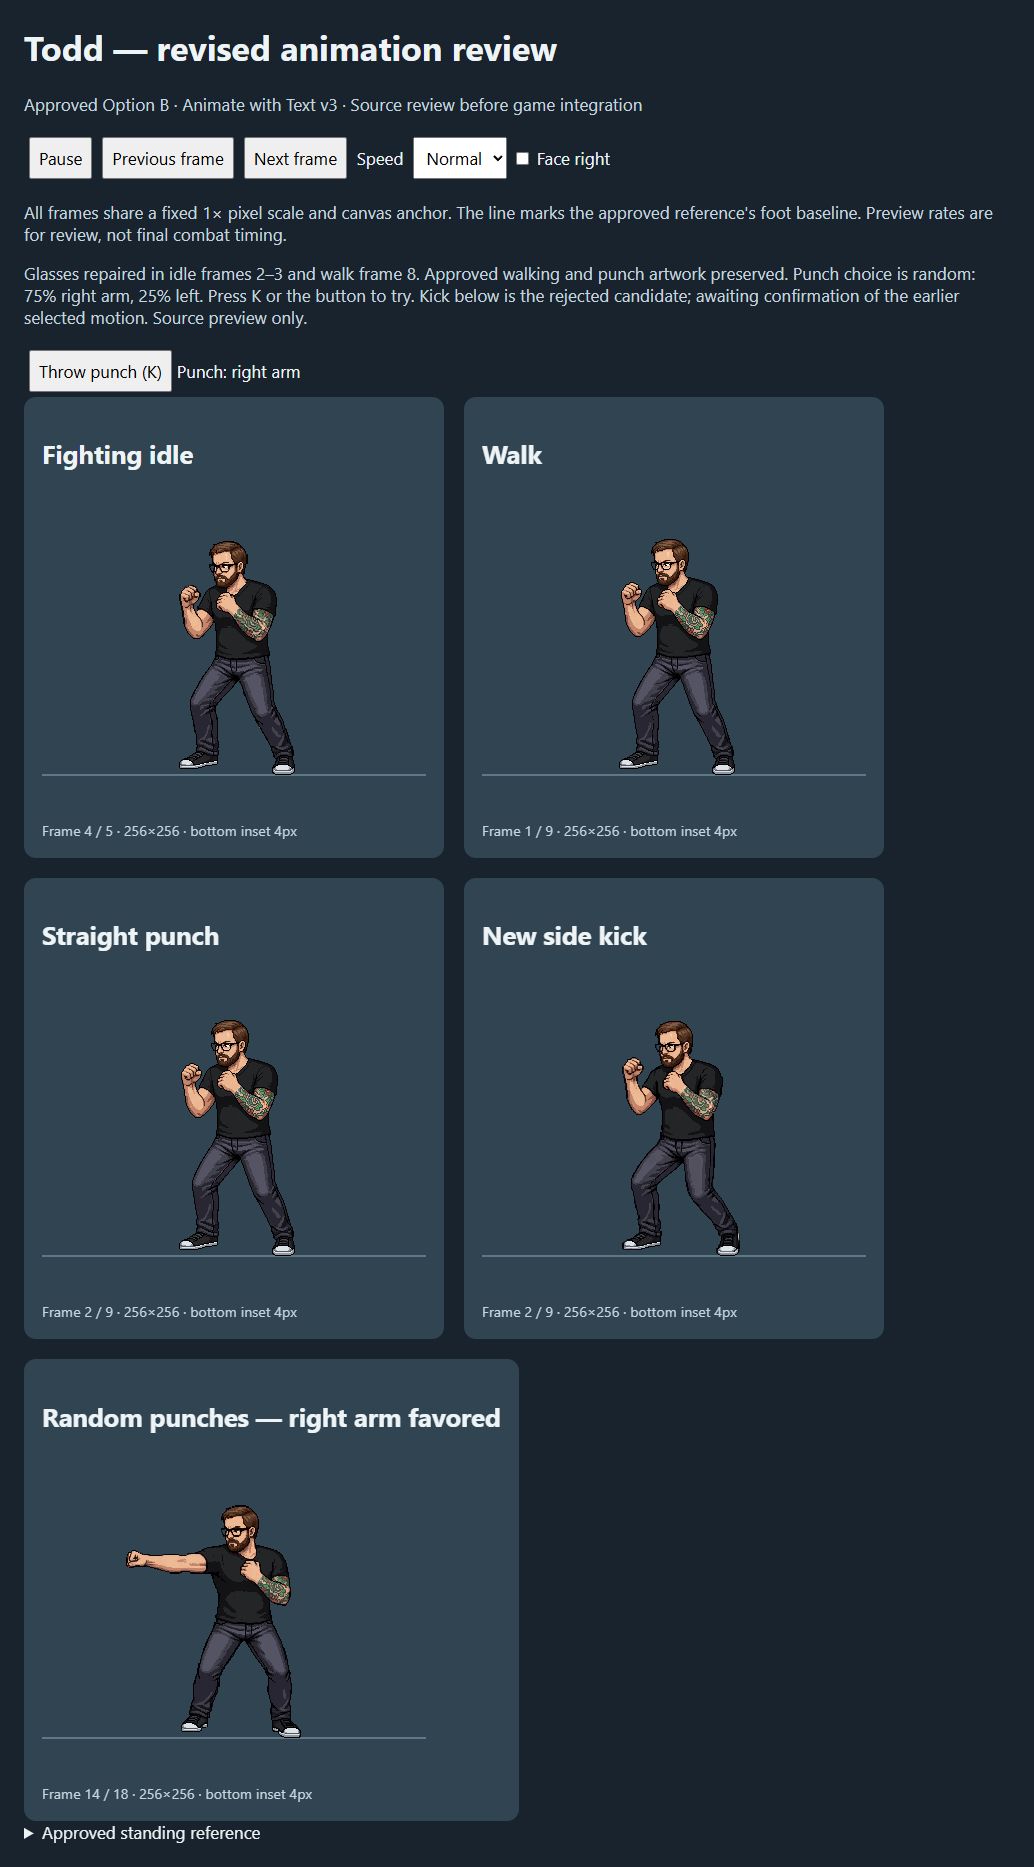 Todd — revised animation review
Approved Option B · Animate with Text v3 · Source review before game integration
Pause Previous frame Next frame Speed Normal Face right
All frames share a fixed 1× pixel scale and canvas anchor. The line marks the approved reference's foot baseline. Preview rates are
for review, not final combat timing.
Glasses repaired in idle frames 2–3 and walk frame 8. Approved walking and punch artwork preserved. Punch choice is random:
75% right arm, 25% left. Press K or the button to try. Kick below is the rejected candidate; awaiting confirmation of the earlier
selected motion. Source preview only.
Throw punch (K) Punch: right arm
Fighting idle
Frame 4 / 5 · 256×256 · bottom inset 4px
Walk
Frame 1 / 9 · 256×256 · bottom inset 4px
Straight punch
Frame 2 / 9 · 256×256 · bottom inset 4px
New side kick
Frame 2 / 9 · 256×256 · bottom inset 4px
Random punches — right arm favored
Frame 14 / 18 · 256×256 · bottom inset 4px
Approved standing reference